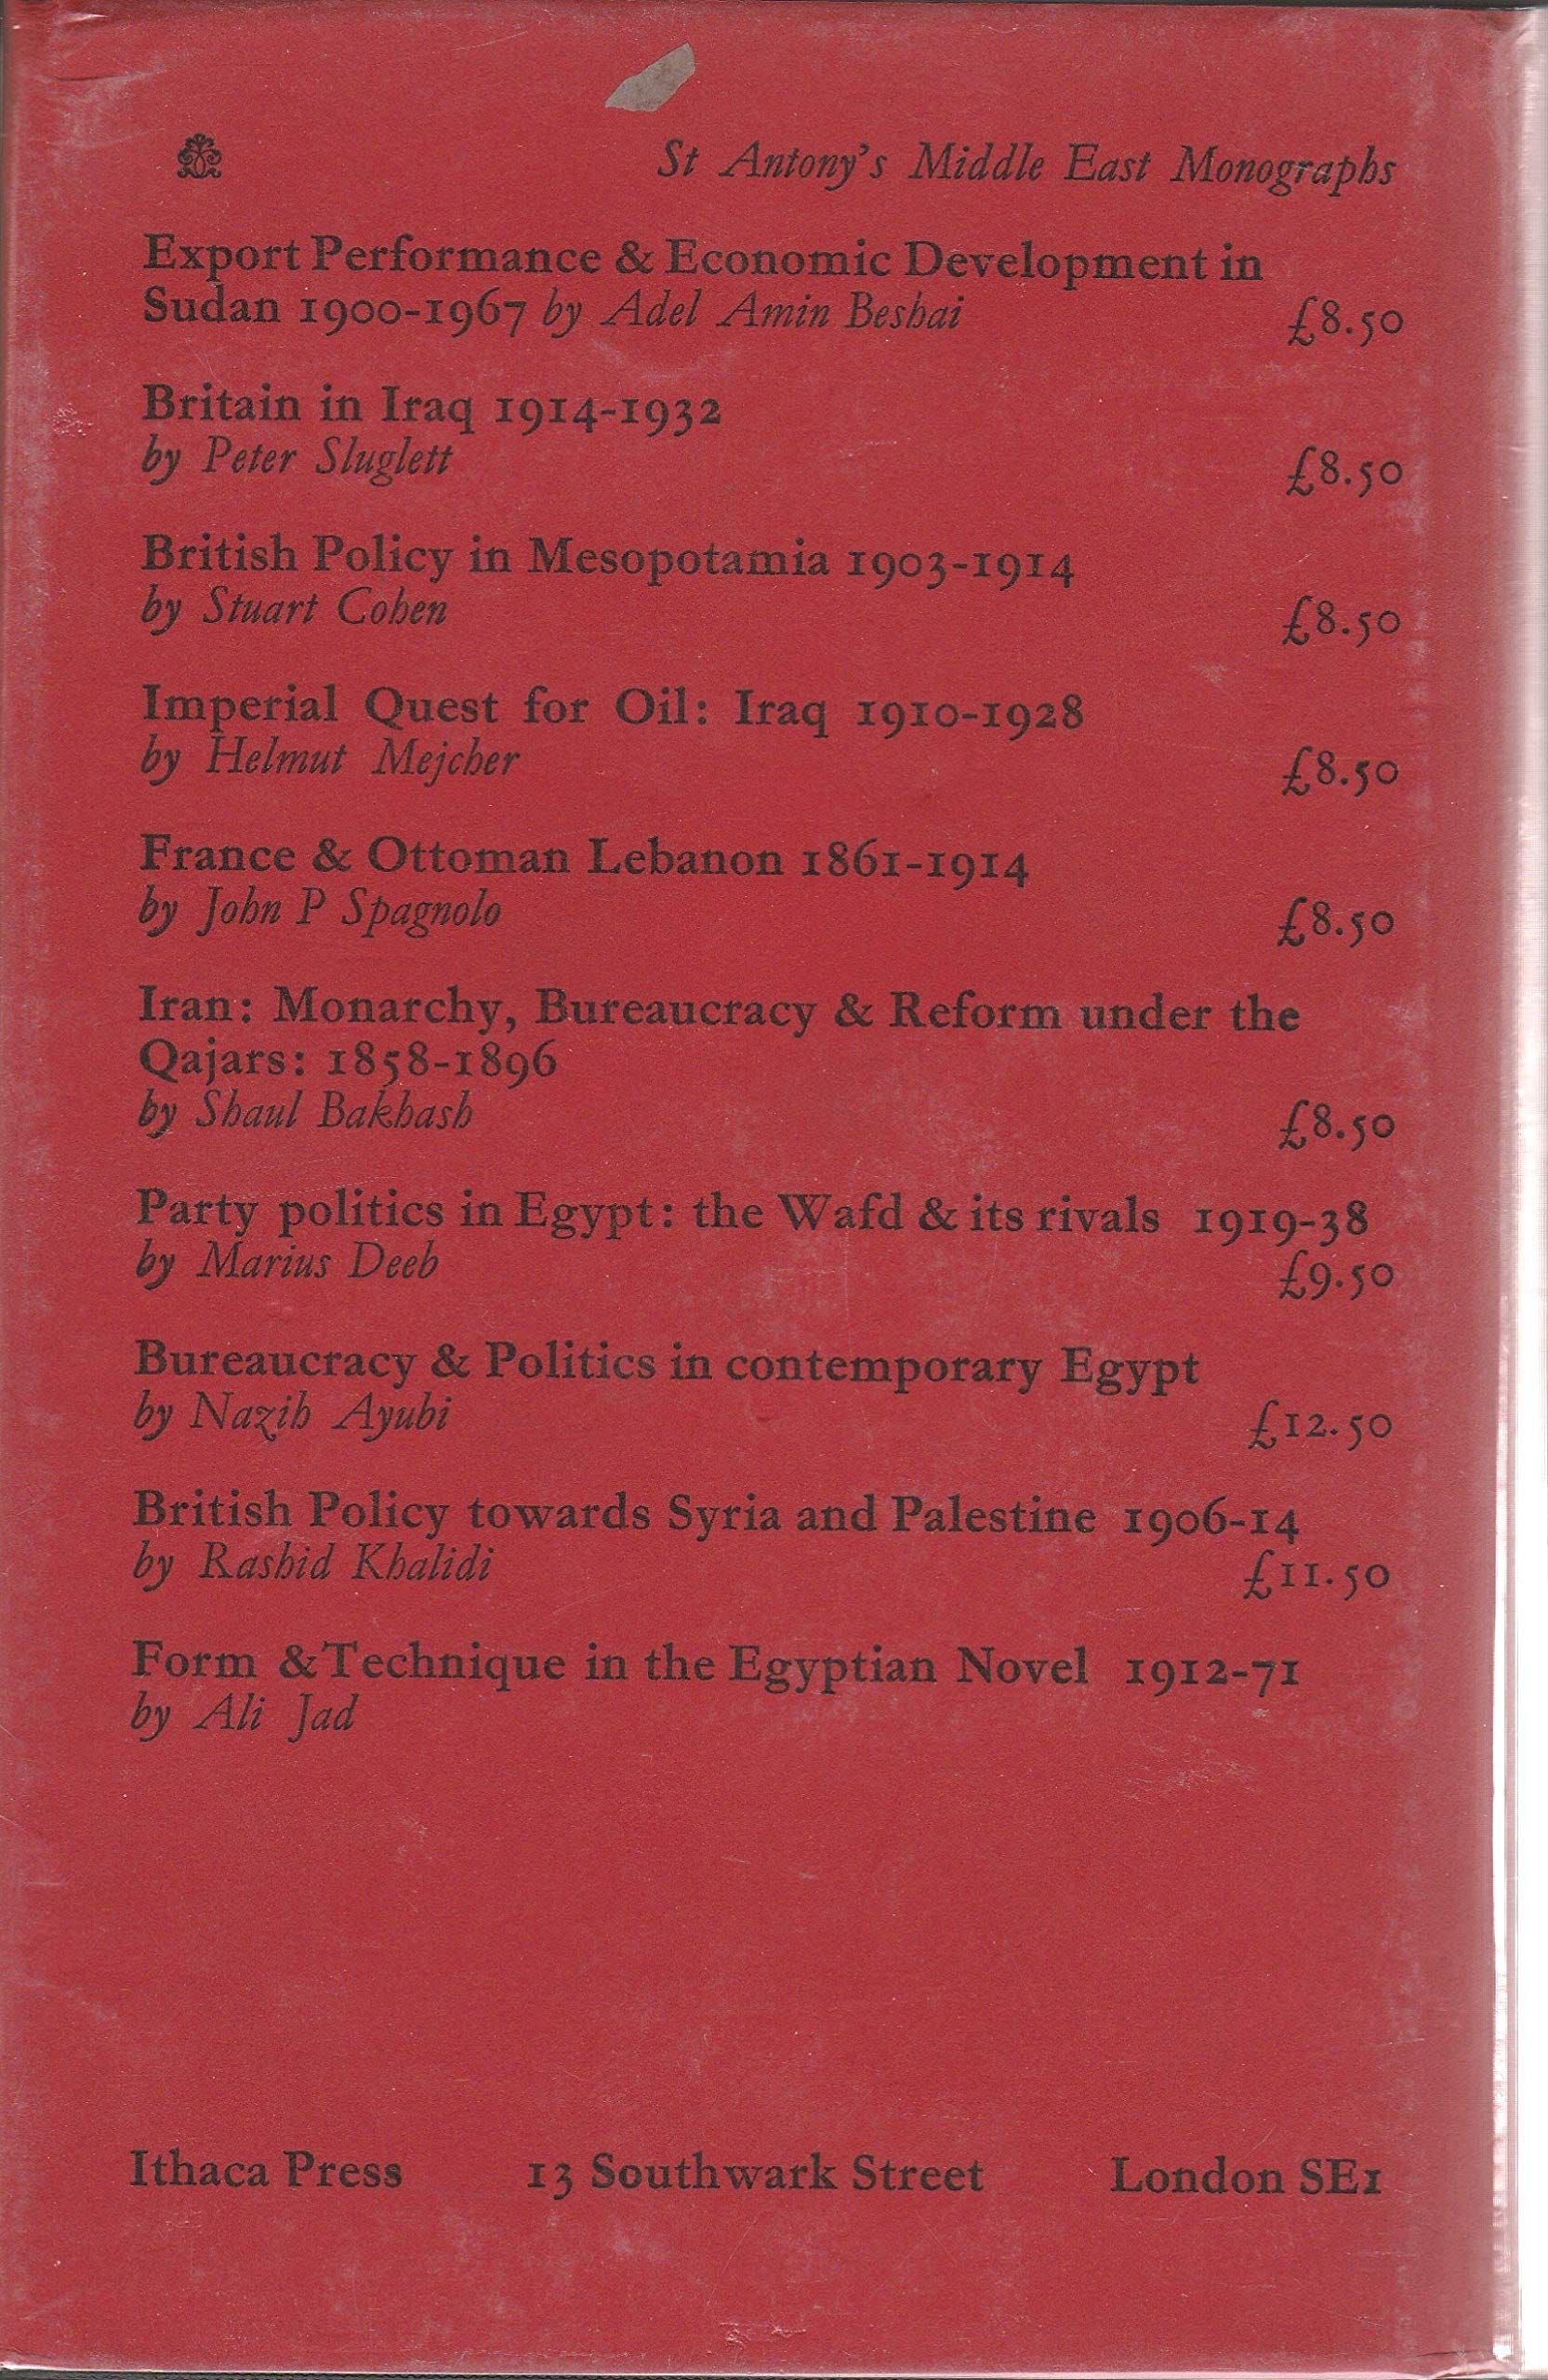 St Antony's Middle East Monographs
Export Performance & Economic Development in
Sudan 1900-1967 by Adel Amin Beshai £8.50
Britain in Iraq 1914-1932
by Peter Sluglett £8.50
British Policy in Mesopotamia 1903-1914
by Stuart Cohen £8.50
Imperial Quest for Oil: Iraq 1910-1928
by Helmut Mejcher £8.50
France & Ottoman Lebanon 1861-1914
by John P Spagnolo £8.50
Iran: Monarchy, Bureaucracy & Reform under the
Qajars: 1858-1896
by Shaul Bakhash £8.50
Party politics in Egypt: the Wafd & its rivals 1919-38
by Marius Deeb £9.50
Bureaucracy & Politics in contemporary Egypt
by Nazih Ayubi £12.50
British Policy towards Syria and Palestine 1906-14
by Rashid Khalidi £11.50
Form & Technique in the Egyptian Novel 1912-71
by Ali Jad
Ithaca Press 13 Southwark Street London SE1